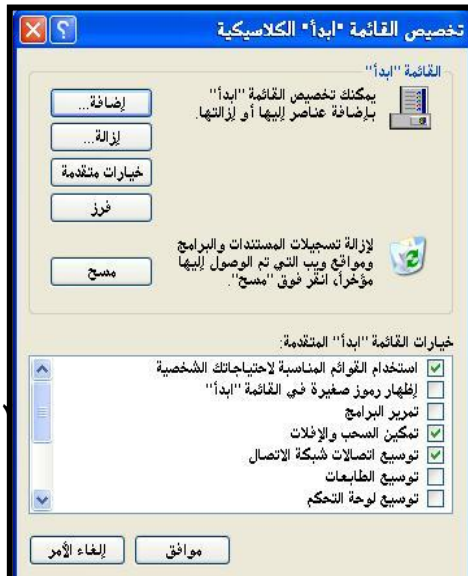 تخصيص القائمة "ابدأ" الكلاسيكية
القائمة "ابدأ"
يمكنك تخصيص القائمة "ابدأ"
بإضافة عناصر إليها أو إزالتها.
إضافة...
إزالة...
خيارات متقدمة
فرز
لإزالة تسجيلات المستندات والبرامج
ومواقع ويب التي تم الوصول إليها
مؤخراً، انقر فوق "مسح".
مسح
خيارات القائمة "ابدأ" المتقدمة:
استخدام القوائم المناسبة لاحتياجاتك الشخصية
إظهار رموز صغيرة في القائمة "ابدأ"
تمرير البرامج
تمكين السحب والإفلات
توسيع اتصالات شبكة الاتصال
توسيع الطابعات
توسيع لوحة التحكم
موافق
إلغاء الأمر